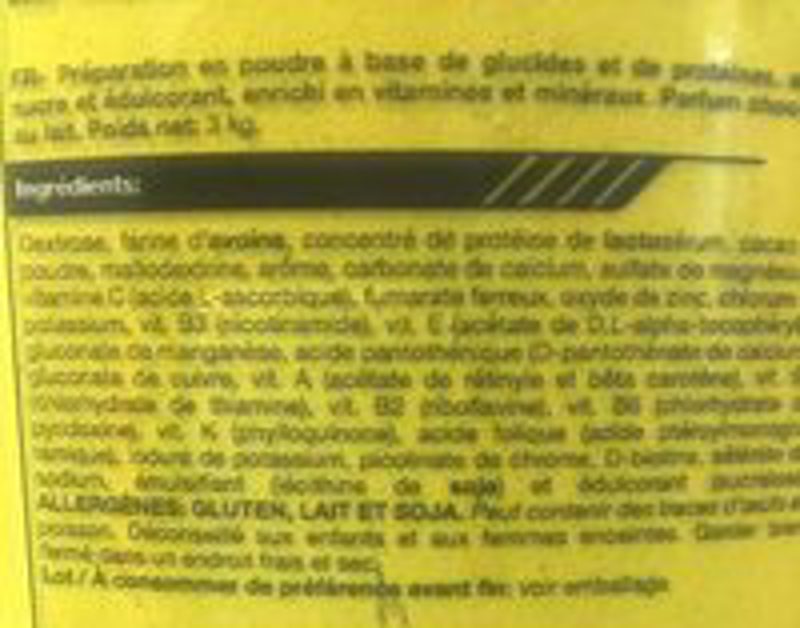 FR- Préparation en poudre à base de glucides et de protéines,
sucre et édulcorant, enrichi en vitamines et minéraux. Parfum
au lait. Poids net: 3 kg.
Ingrédients:
Dextrose, farine d'avoine, concentré de protéine de lactosérum, cacao
poudre, maltodextrine, arôme, carbonate de calcium, sulfate de
vitamine C (acide L-ascorbique), fumarate ferreux, oxyde de zinc,
potassium, vit. B3 (nicotinamide), vit. E (acétate de D,L-alpha-
gluconate de manganèse, acide pantothénique (D-pantothénate de calcium
gluconate de cuivre, vit. A (acétate de rétinyle et bêta carotène), vit
chlorhydrate de thiamine), vit. B2 (riboflavine), vit. B6 (chlorhydrate
pyridoxine), vit. K (phylloquinone), acide folique (acide
iodure de potassium, picolinate de chrome, D-biotine,
sodium, émulsifiant (lécithine de soja) et édulcorant
ALLERGÈNES: GLUTEN, LAIT ET SOJA. Peut contenir des traces d'œufs
poisson. Déconseillé aux enfants et aux femmes enceintes. Garder
fermé dans un endroit frais et sec.
Lot / À consommer de préférence avant fin: voir emballage